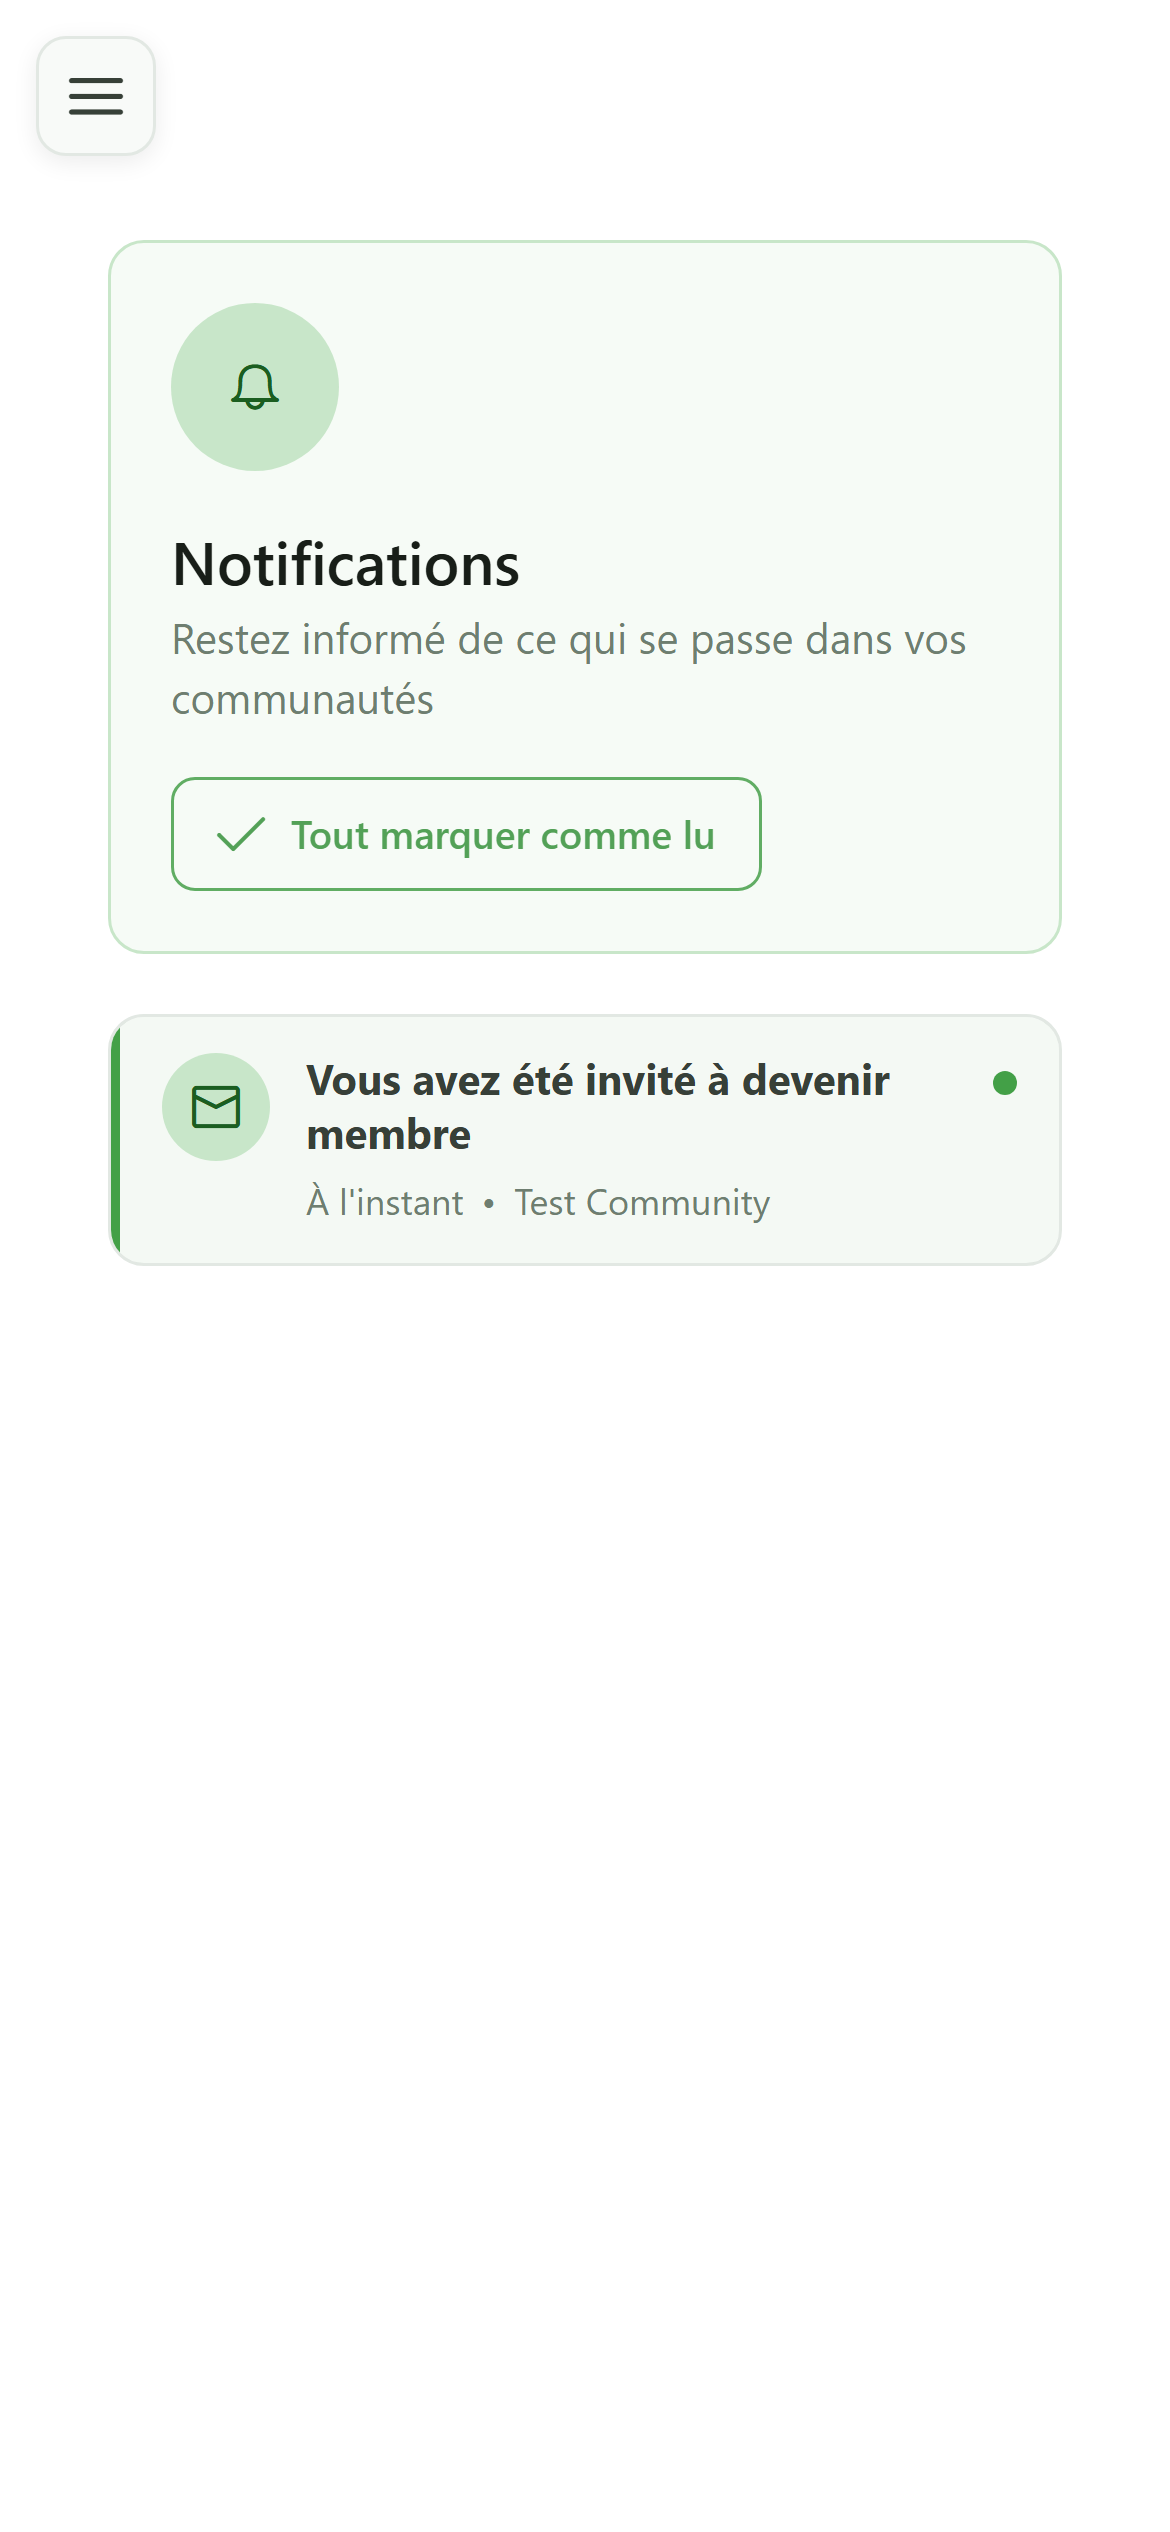 Notifications
Restez informé de ce qui se passe dans vos
communautés
Tout marquer comme lu
Vous avez été invité à devenir
membre
À l'instant • Test Community